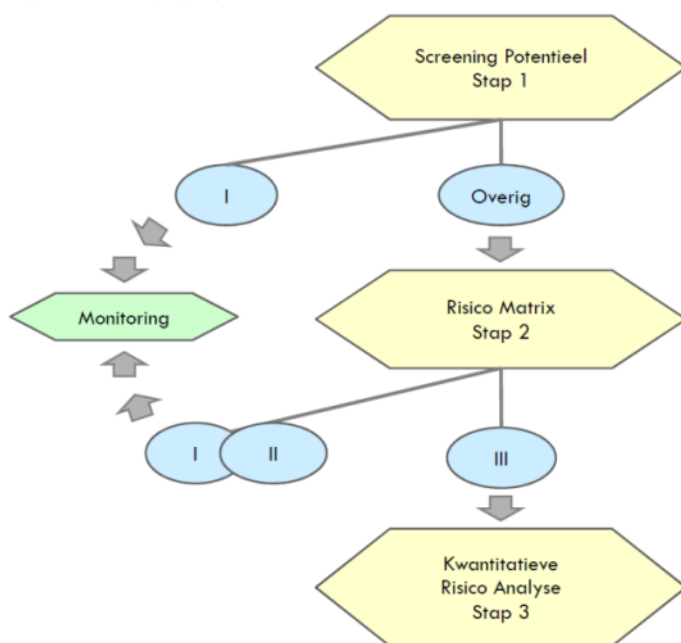 Screening Potentieel
Stap 1
I
Overig
Monitoring
Risico Matrix
Stap 2
I
II
III
Kwantitatieve
Risico Analyse
Stap 3